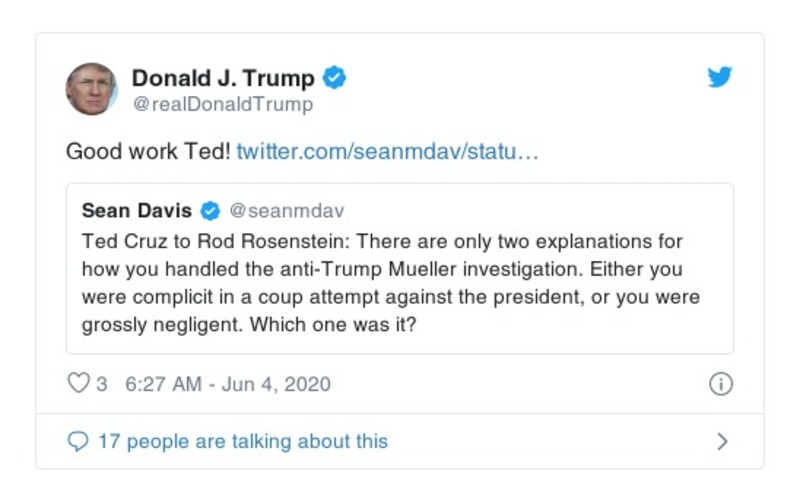 Donald J. Trump
@realDonaldTrump
Good work Ted! twitter.com/seanmdav/statu…
Sean Davis @seanmdav
Ted Cruz to Rod Rosenstein: There are only two explanations for
how you handled the anti-Trump Mueller investigation. Either you
were complicit in a coup attempt against the president, or you were
grossly negligent. Which one was it?
3 6:27 AM - Jun 4, 2020
17 people are talking about this